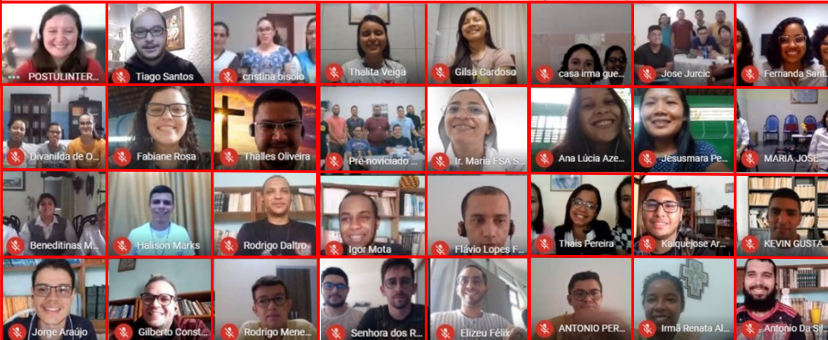 POSTULINTER...
Tiago Santos
cristina bisolo
Thalita Veiga
Gilsa Cardoso
casa irma gue...
Jose Jurcic
Fernanda Sant...
Divanilda de O...
Fabiane Rosa
Thalles Oliveira
Pré-noviciado ...
Ir. Maria FSA S...
Ana Lúcia Aze...
Jesusmara Pe...
MARIA JOSE
Beneditinas M...
Halison Marks
Rodrigo Daltro
Igor Mota
Flávio Lopes F...
Thais Pereira
Kaiquejose Ar...
KEVIN GUSTA...
Jorge Araújo
Gilberto Const...
Rodrigo Mene...
Senhora dos R...
Elizeu Félix
ANTONIO PER...
Irmã Renata Al...
Antonio Da Sil...